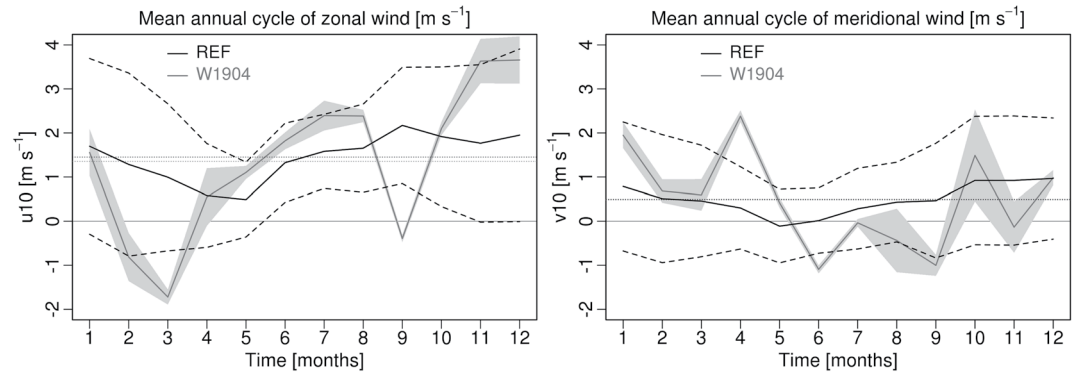 Mean annual cycle of zonal wind [m s⁻¹]
REF
W1904
u10 [m s⁻¹]
4
3
2
1
0
-1
-2
1 2 3 4 5 6 7 8 9 10 11 12
Time [months]
Mean annual cycle of meridional wind [m s⁻¹]
REF
W1904
v10 [m s⁻¹]
4
3
2
1
0
-1
-2
1 2 3 4 5 6 7 8 9 10 11 12
Time [months]